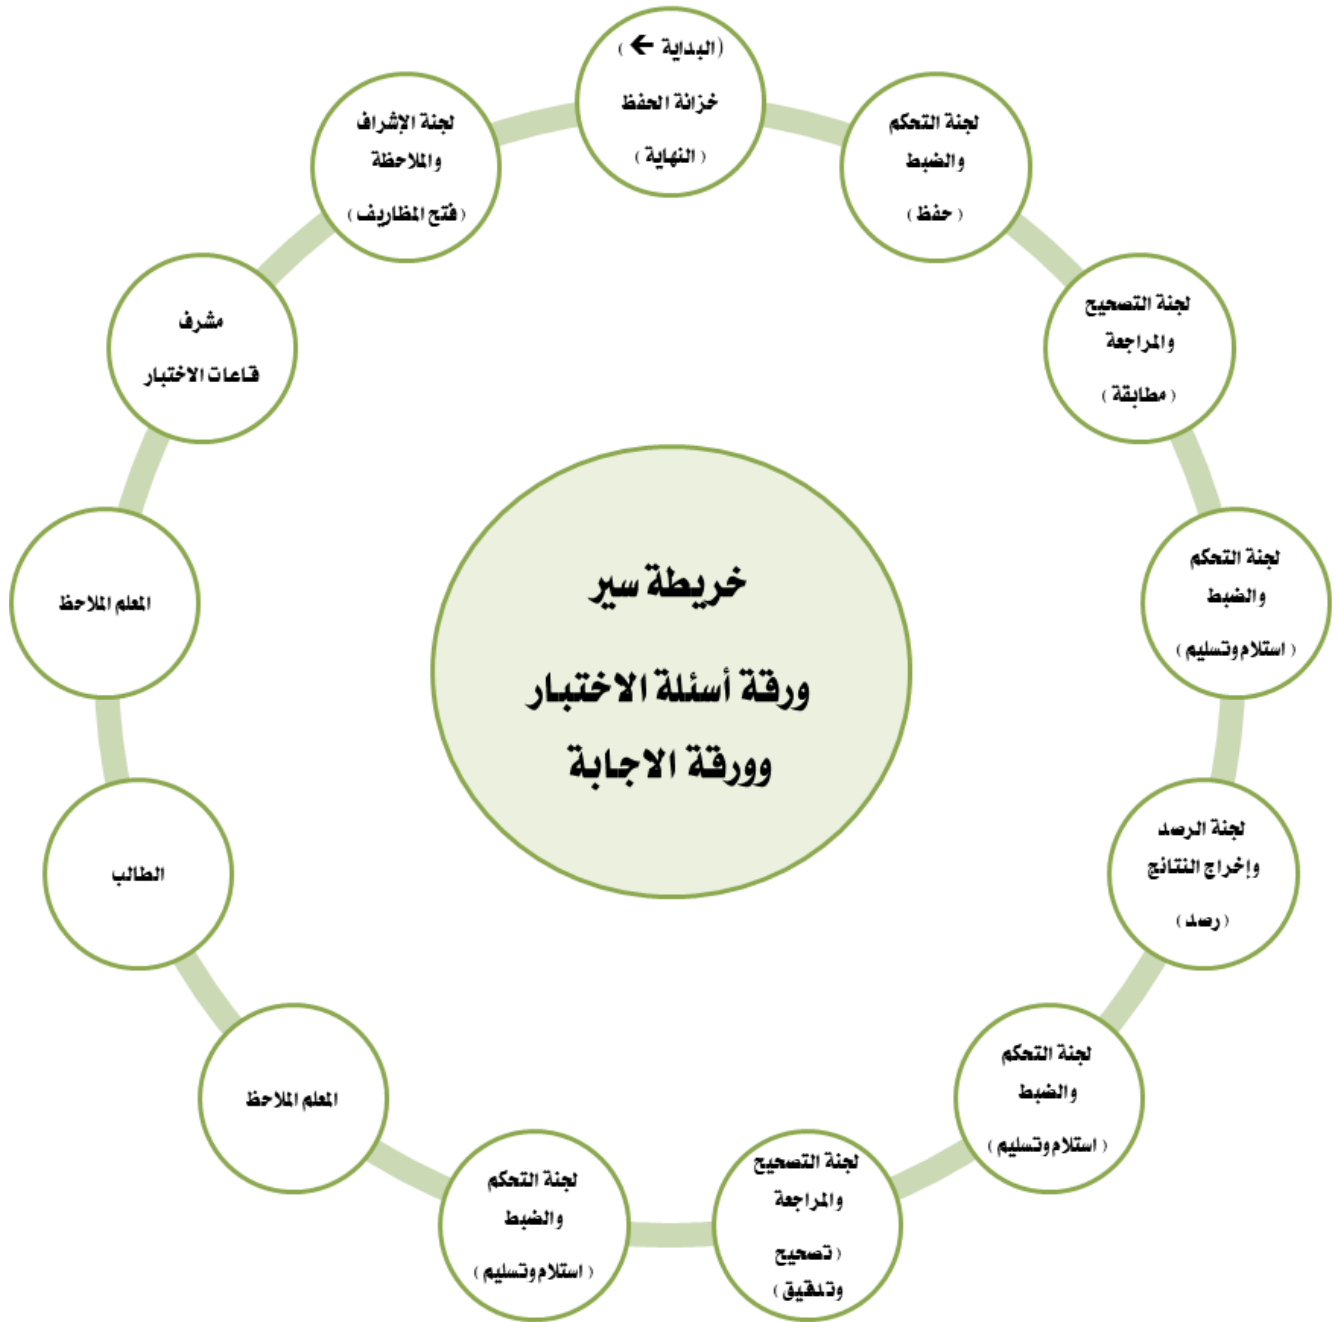 (البداية ← )
خزانة الحفظ
( النهاية )
لجنة الإشراف
والملاحظة
( فتح المظاريف )
مشرف
قاعات الاختبار
المعلم الملاحظ
الطالب
المعلم الملاحظ
لجنة التحكم
والضبط
( استلام وتسليم )
لجنة التصحيح
والمراجعة
( تصحيح
وتدقيق )
لجنة التحكم
والضبط
( استلام وتسليم )
لجنة الرصد
وإخراج النتائج
( رصد )
لجنة التحكم
والضبط
( استلام وتسليم )
لجنة التصحيح
والمراجعة
( مطابقة )
لجنة التحكم
والضبط
( حفظ )
خريطة سير
ورقة أسئلة الاختبار
وورقة الاجابة